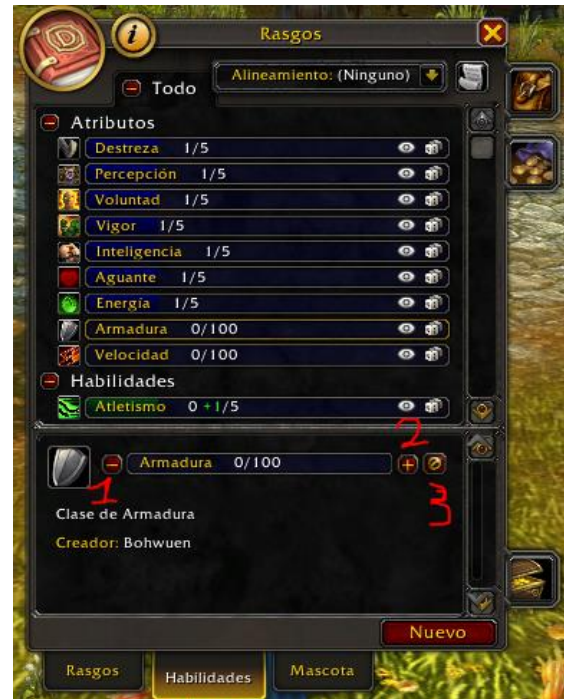 Rasgos
Todo
Alineamiento: (Ninguno)
Atributos
Destreza 1/5
Percepción 1/5
Voluntad 1/5
Vigor 1/5
Inteligencia 1/5
Aguante 1/5
Energía 1/5
Armadura 0/100
Velocidad 0/100
Habilidades
Atletismo 0 +1/5
2
Armadura 0/100
1
3
Clase de Armadura
Creador: Bohwuen
Nuevo
Rasgos Habilidades Mascota